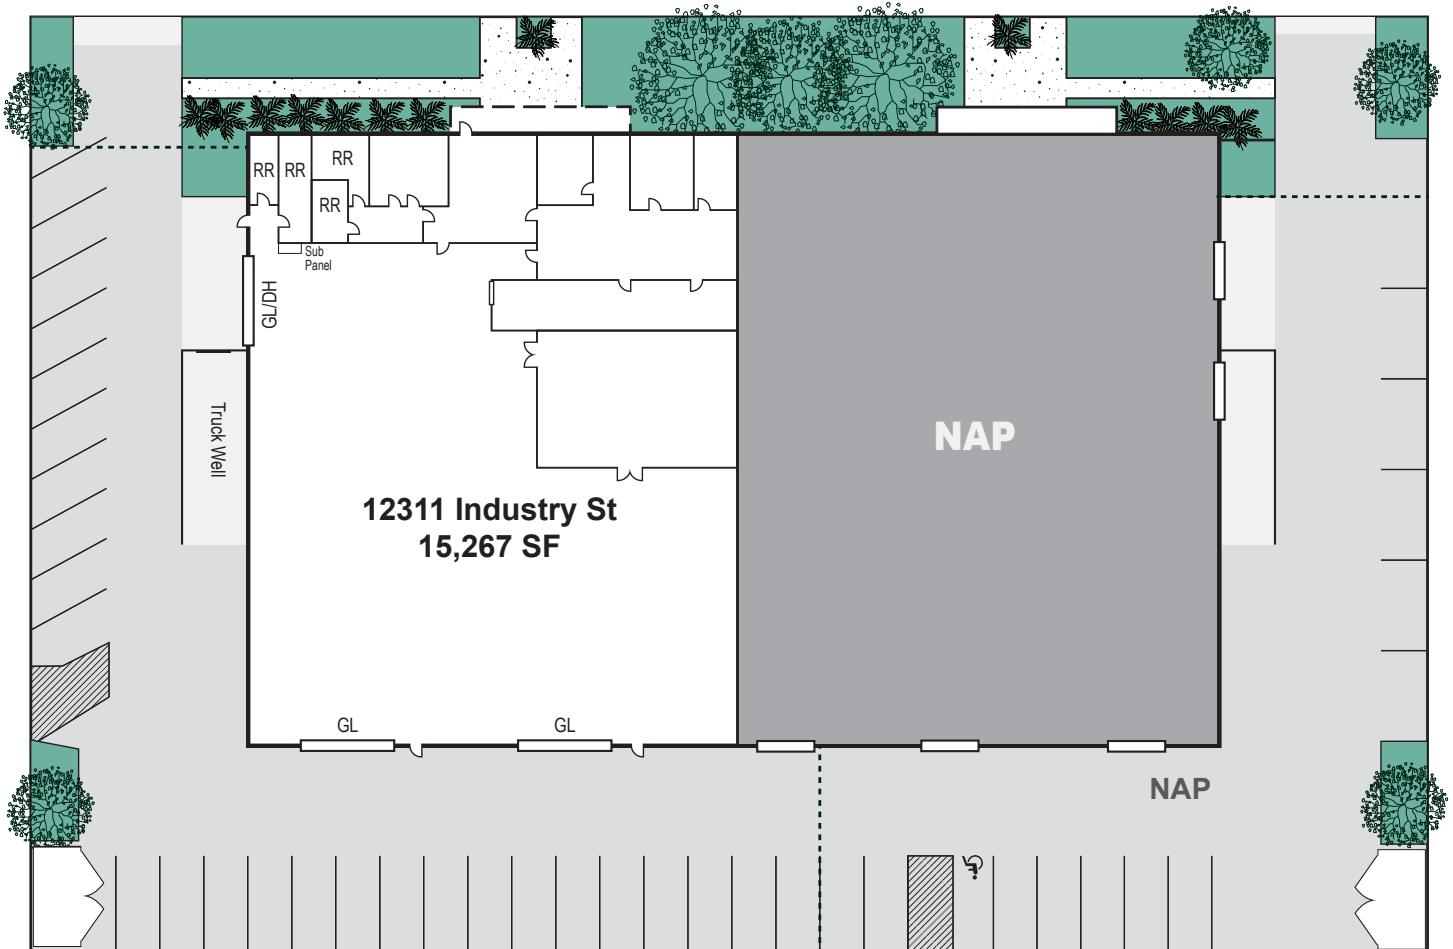 RR
RR
RR
RR
Sub
Panel
GL/DH
Truck Well
NAP
12311 Industry St
15,267 SF
GL
GL
NAP